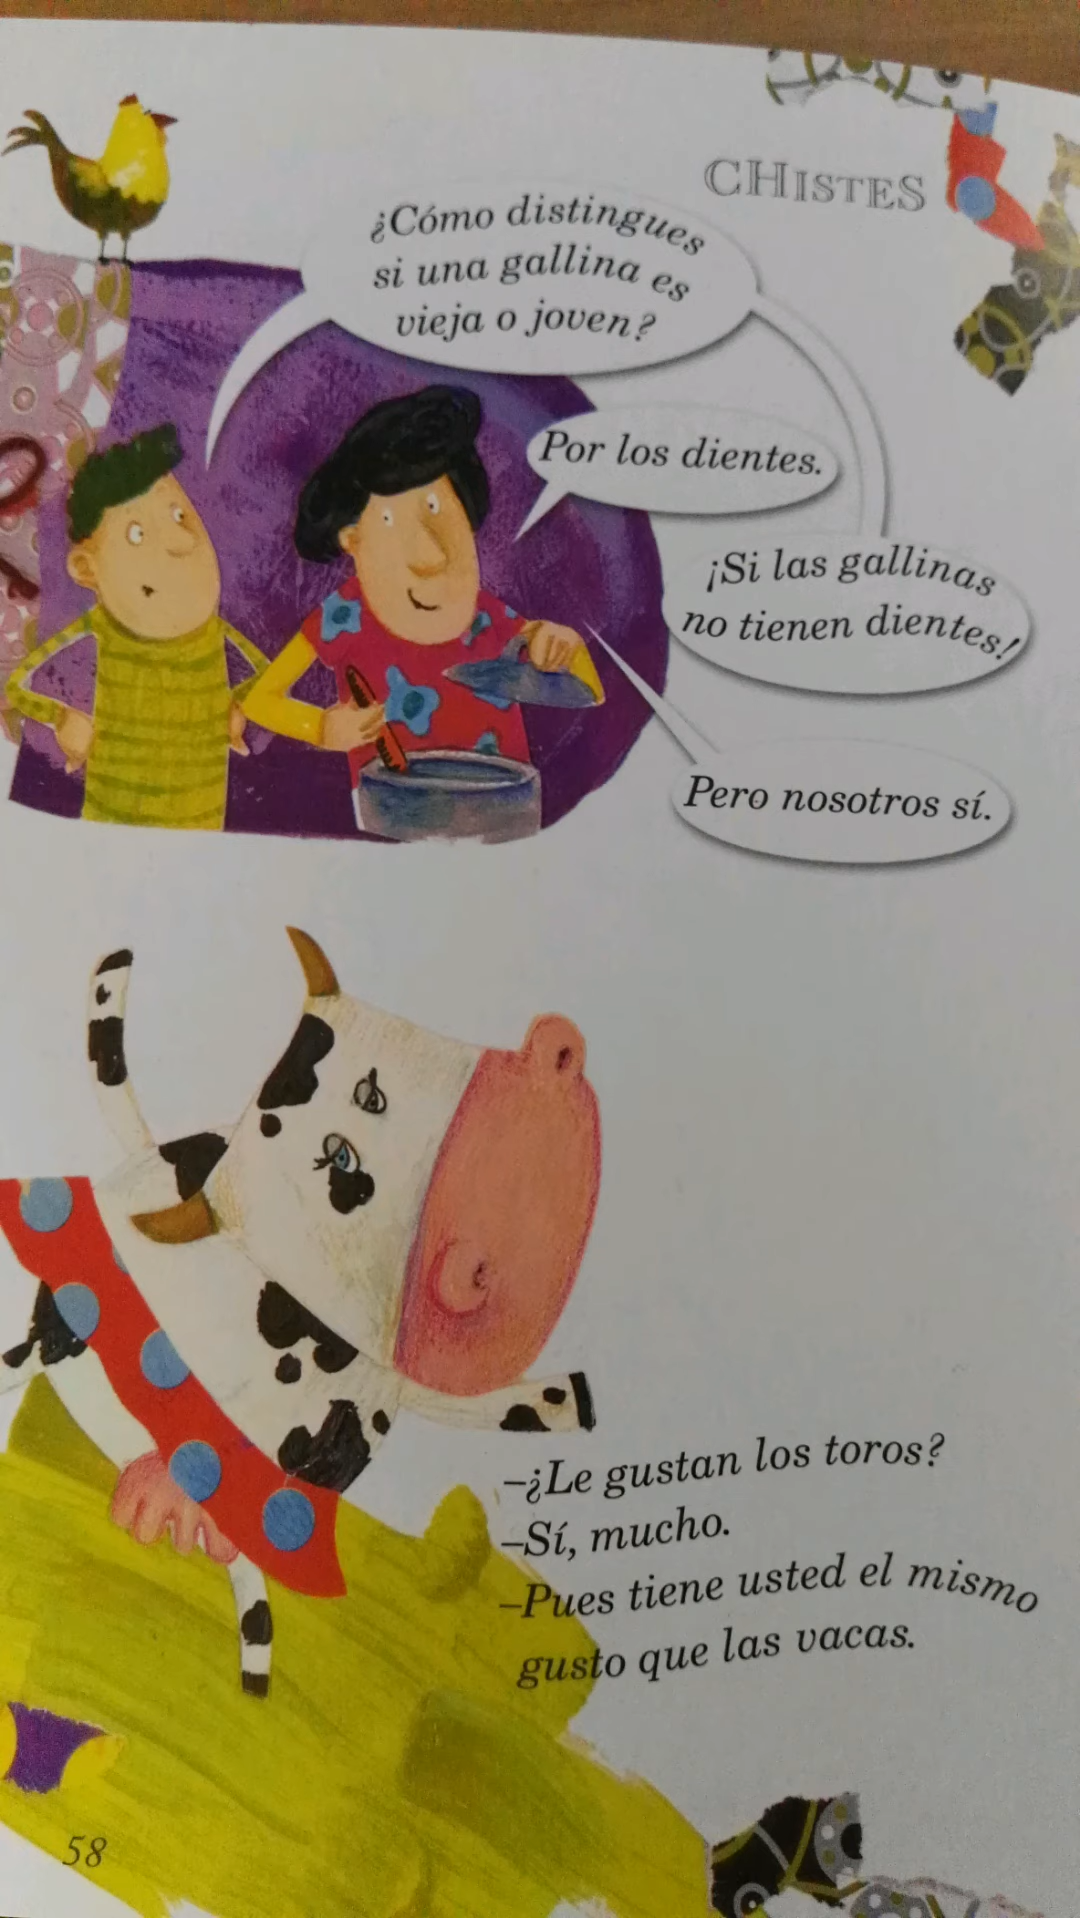 CHISTES
¿Cómo distingues
si una gallina es
vieja o joven?
Por los dientes.
¡Si las gallinas
no tienen dientes!
Pero nosotros sí.
–¿Le gustan los toros?
–Sí, mucho.
–Pues tiene usted el mismo
gusto que las vacas.
58